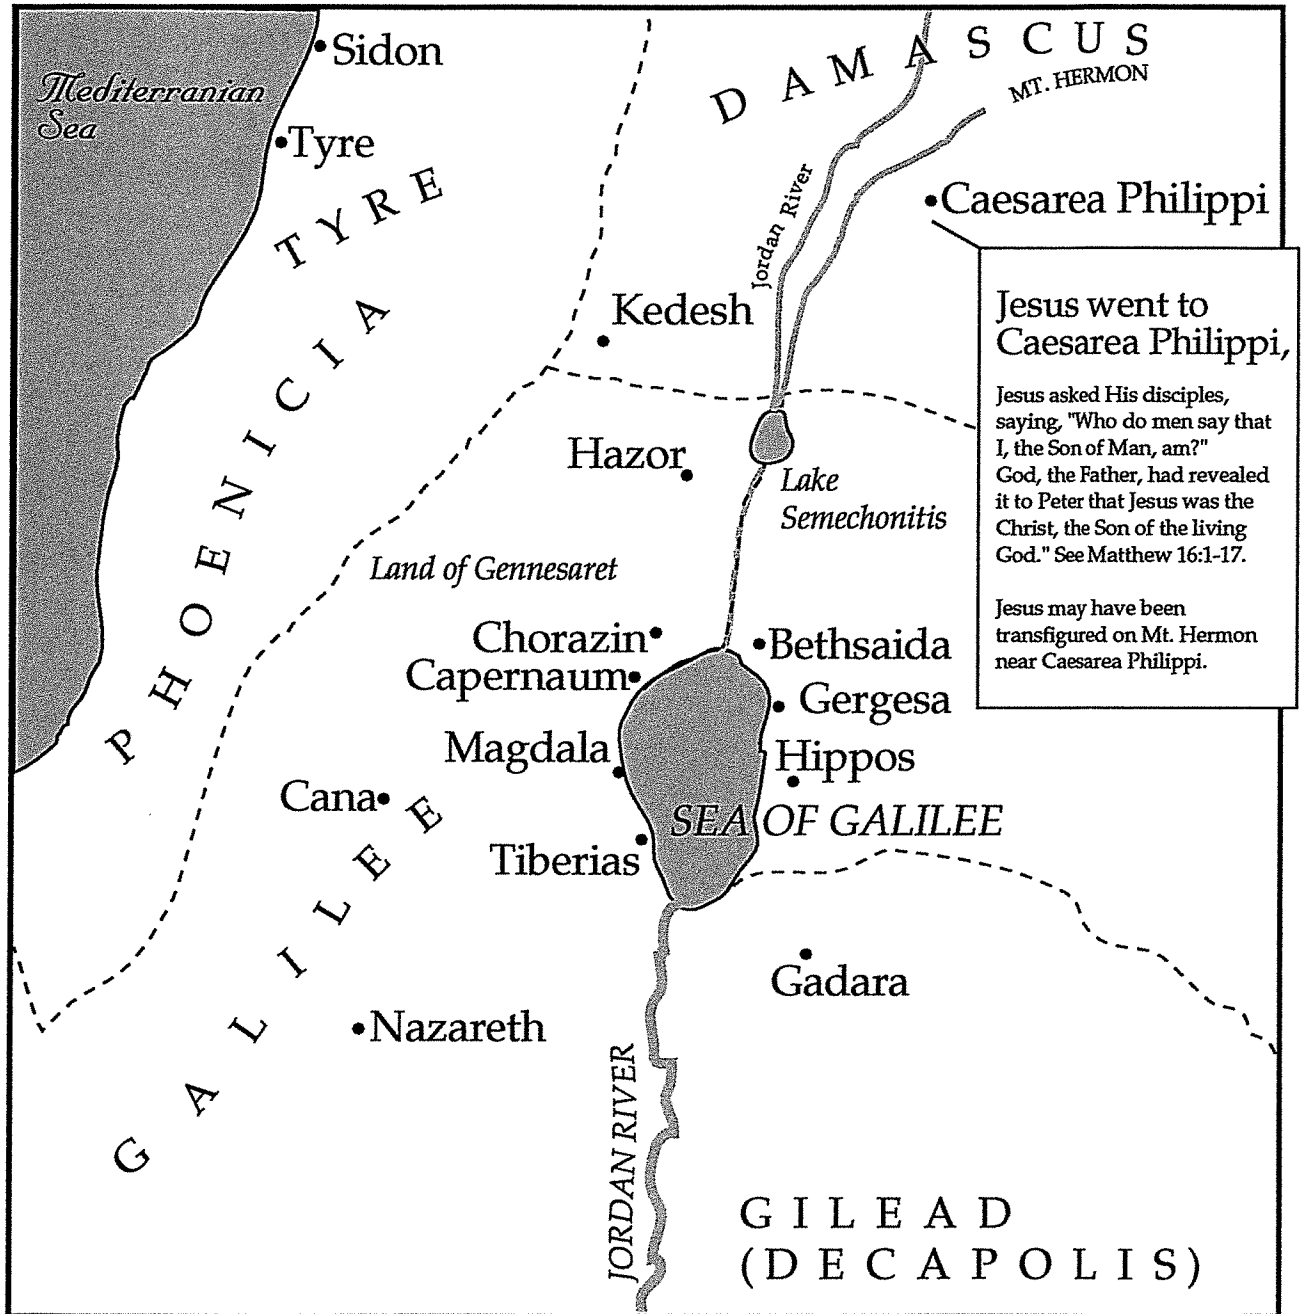 Mediterranian
Sea
Sidon
Tyre
TYRE
PHOENICIA
DAMASCUS
MT. HERMON
Jordan River
Caesarea Philippi
Jesus went to
Caesarea Philippi,
Jesus asked His disciples,
saying, "Who do men say that
I, the Son of Man, am?"
God, the Father, had revealed
it to Peter that Jesus was the
Christ, the Son of the living
God." See Matthew 16:1-17.
Jesus may have been
transfigured on Mt. Hermon
near Caesarea Philippi.
Kedesh
Hazor
Lake
Semechonitis
Land of Gennesaret
Chorazin
Capernaum
Bethsaida
Gergesa
Magdala
Hippos
Cana
SEA OF GALILEE
Tiberias
GALILEE
Gadara
Nazareth
JORDAN RIVER
GILEAD
(DECAPOLIS)